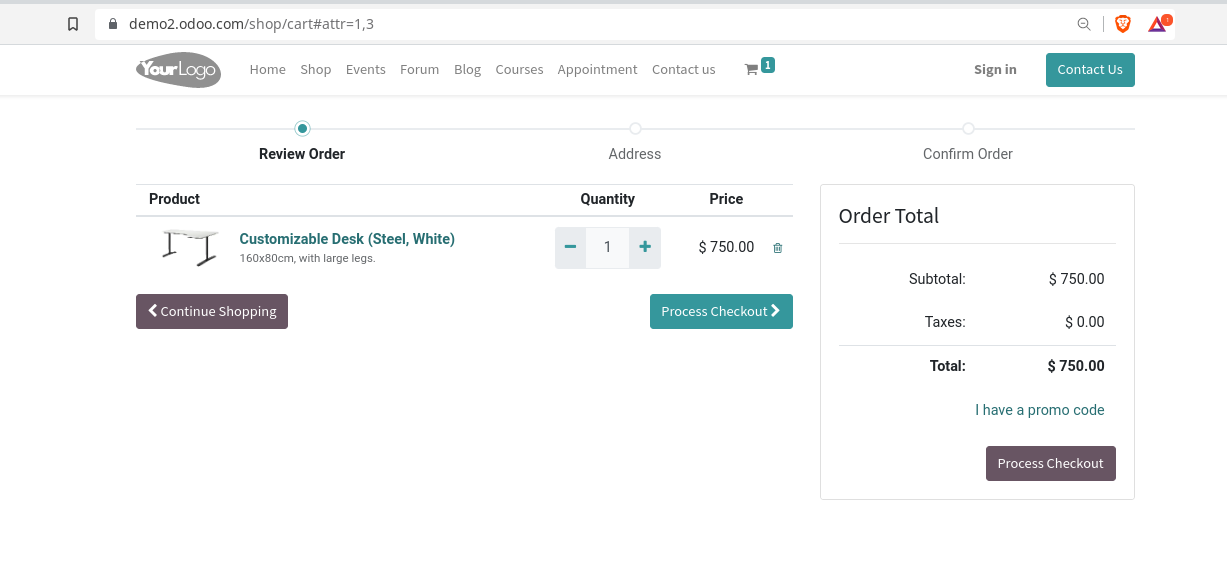 demo2.odoo.com/shop/cart#attr=1,3
1
YourLogo Home Shop Events Forum Blog Courses Appointment Contact us 1 Sign in Contact Us
Review Order Address Confirm Order
Product Quantity Price
Customizable Desk (Steel, White)
160x80cm, with large legs.
1
$ 750.00
Continue Shopping
Process Checkout
Order Total
Subtotal: $ 750.00
Taxes: $ 0.00
Total: $ 750.00
I have a promo code
Process Checkout